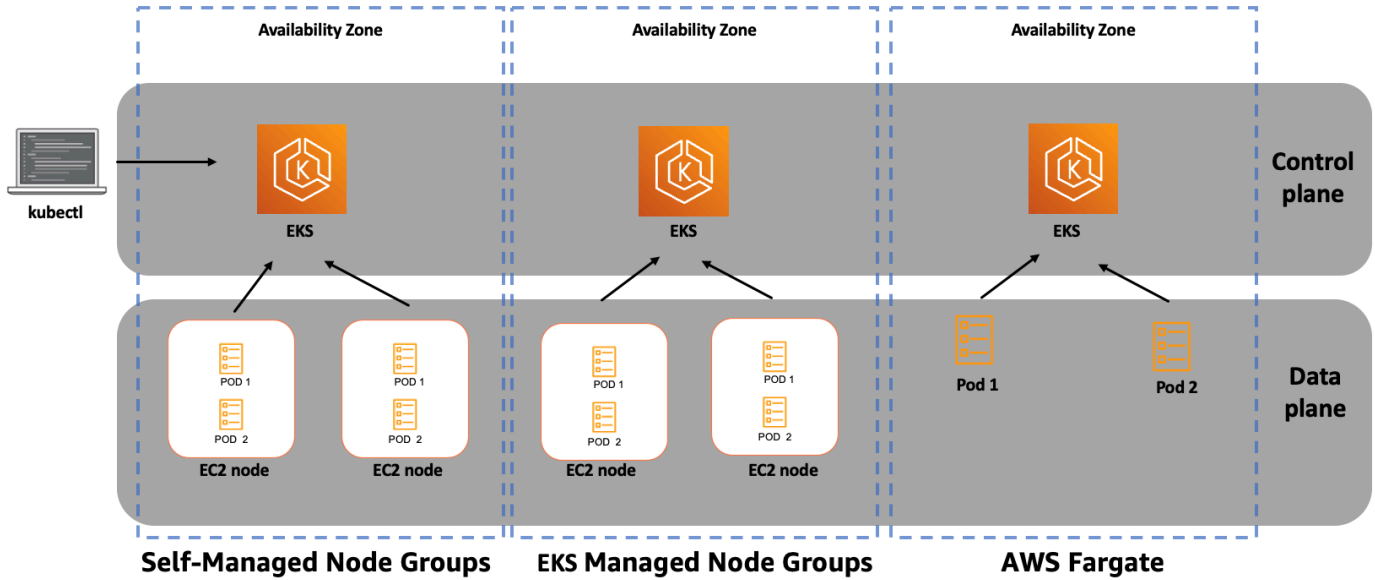 Availability Zone
Availability Zone
Availability Zone
kubectl
K
EKS
K
EKS
K
EKS
Control
plane
POD 1
POD 2
EC2 node
POD 1
POD 2
EC2 node
POD 1
POD 2
EC2 node
POD 1
POD 2
EC2 node
Pod 1
Pod 2
Data
plane
Self-Managed Node Groups
EKS Managed Node Groups
AWS Fargate